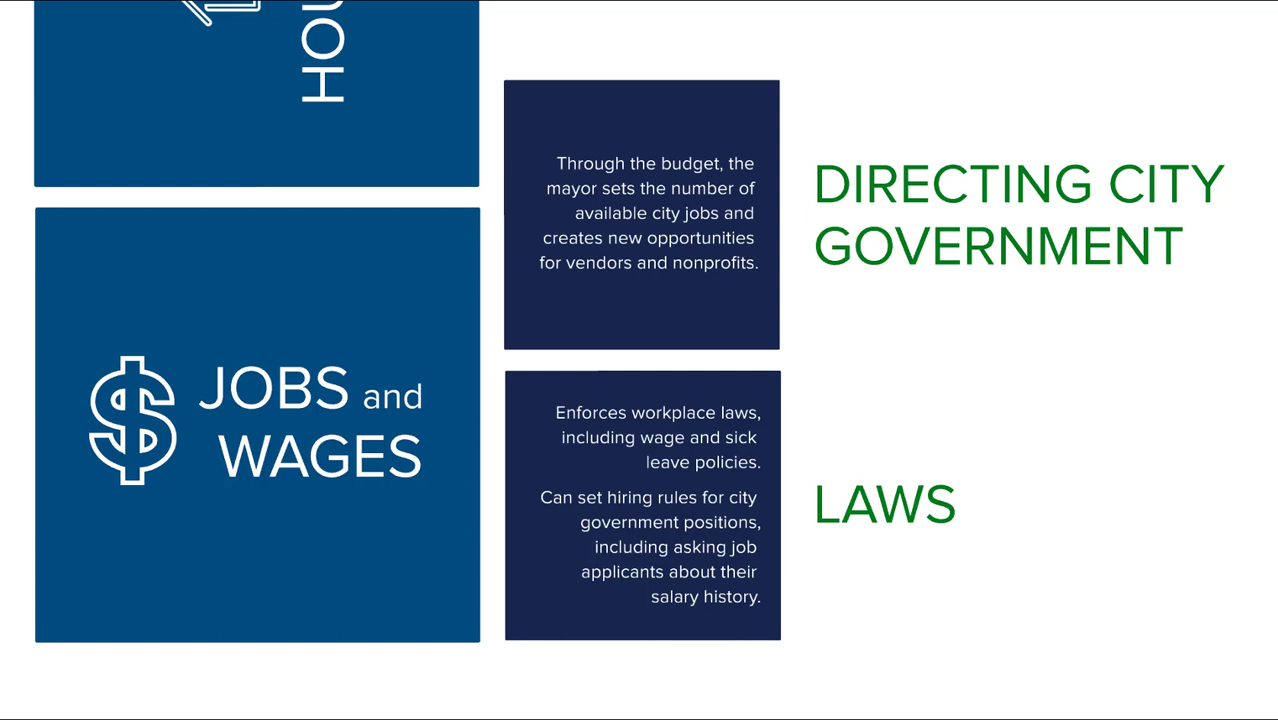 HOU
Through the budget, the
mayor sets the number of
available city jobs and
creates new opportunities
for vendors and nonprofits.
DIRECTING CITY
GOVERNMENT
$ JOBS and
WAGES
Enforces workplace laws,
including wage and sick
leave policies.
Can set hiring rules for city
government positions,
including asking job
applicants about their
salary history.
LAWS